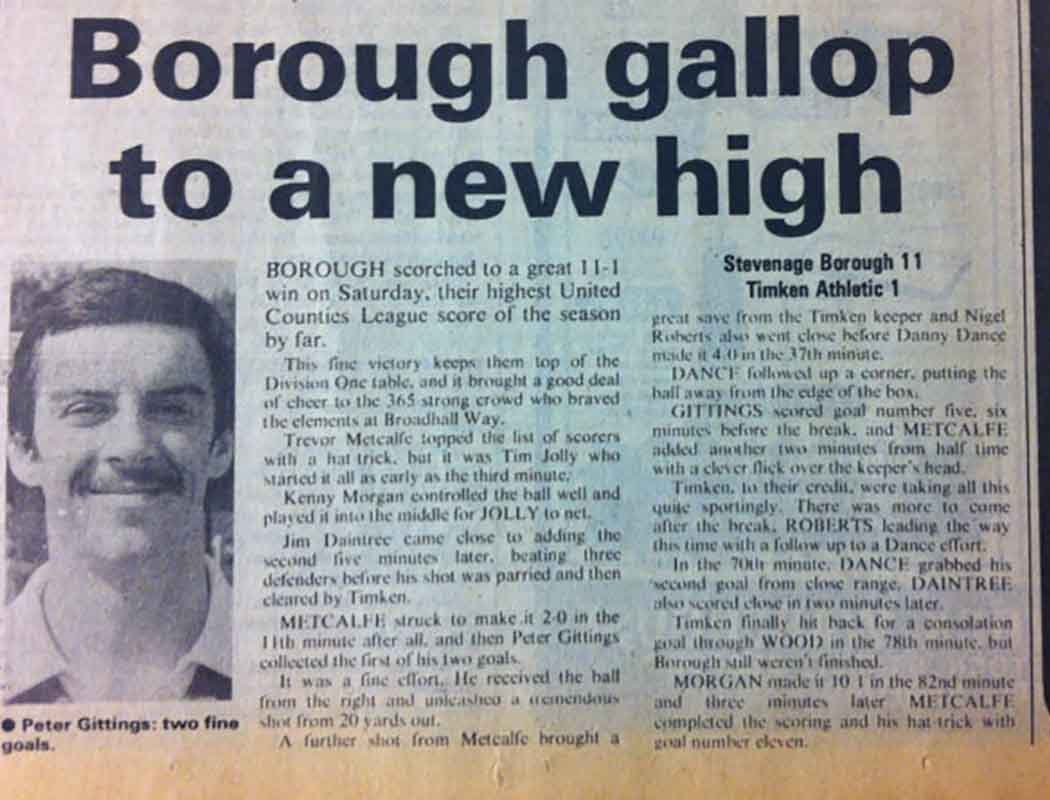 Borough gallop
to a new high
BOROUGH scorched to a great 11-1
win on Saturday, their highest United
Counties League score of the season
by far.
This fine victory keeps them top of the
Division One table, and it brought a good deal
of cheer to the 365 strong crowd who braved
the elements at Broadhall Way.
Trevor Metcalfe topped the list of scorers
with a hat trick, but it was Tim Jolly who
started it all as early as the third minute.
Kenny Morgan controlled the ball well and
played it into the middle for JOLLY to net.
Jim Daintree came close to adding the
second five minutes later, beating three
defenders before his shot was parried and then
cleared by Timken.
METCALFE struck to make it 2-0 in the
11th minute after all, and then Peter Gittings
collected the first of his two goals.
It was a fine effort. He received the ball
from the right and unleashed a tremendous
shot from 20 yards out.
A further shot from Metcalfe brought a
● Peter Gittings: two fine
goals.
Stevenage Borough 11
Timken Athletic 1
great save from the Timken keeper and Nigel
Roberts also went close before Danny Dance
made it 4-0 in the 37th minute.
DANCE followed up a corner, putting the
ball away from the edge of the box.
GITTINGS scored goal number five, six
minutes before the break, and METCALFE
added another two minutes from half time
with a clever flick over the keeper's head.
Timken, to their credit, were taking all this
quite sportingly. There was more to come
after the break, ROBERTS leading the way
this time with a follow up to a Dance effort.
In the 70th minute, DANCE grabbed his
second goal from close range, DAINTREE
also scored close in two minutes later.
Timken finally hit back for a consolation
goal through WOOD in the 78th minute, but
Borough still weren't finished.
MORGAN made it 10-1 in the 82nd minute
and three minutes later METCALFE
completed the scoring and his hat-trick with
goal number eleven.